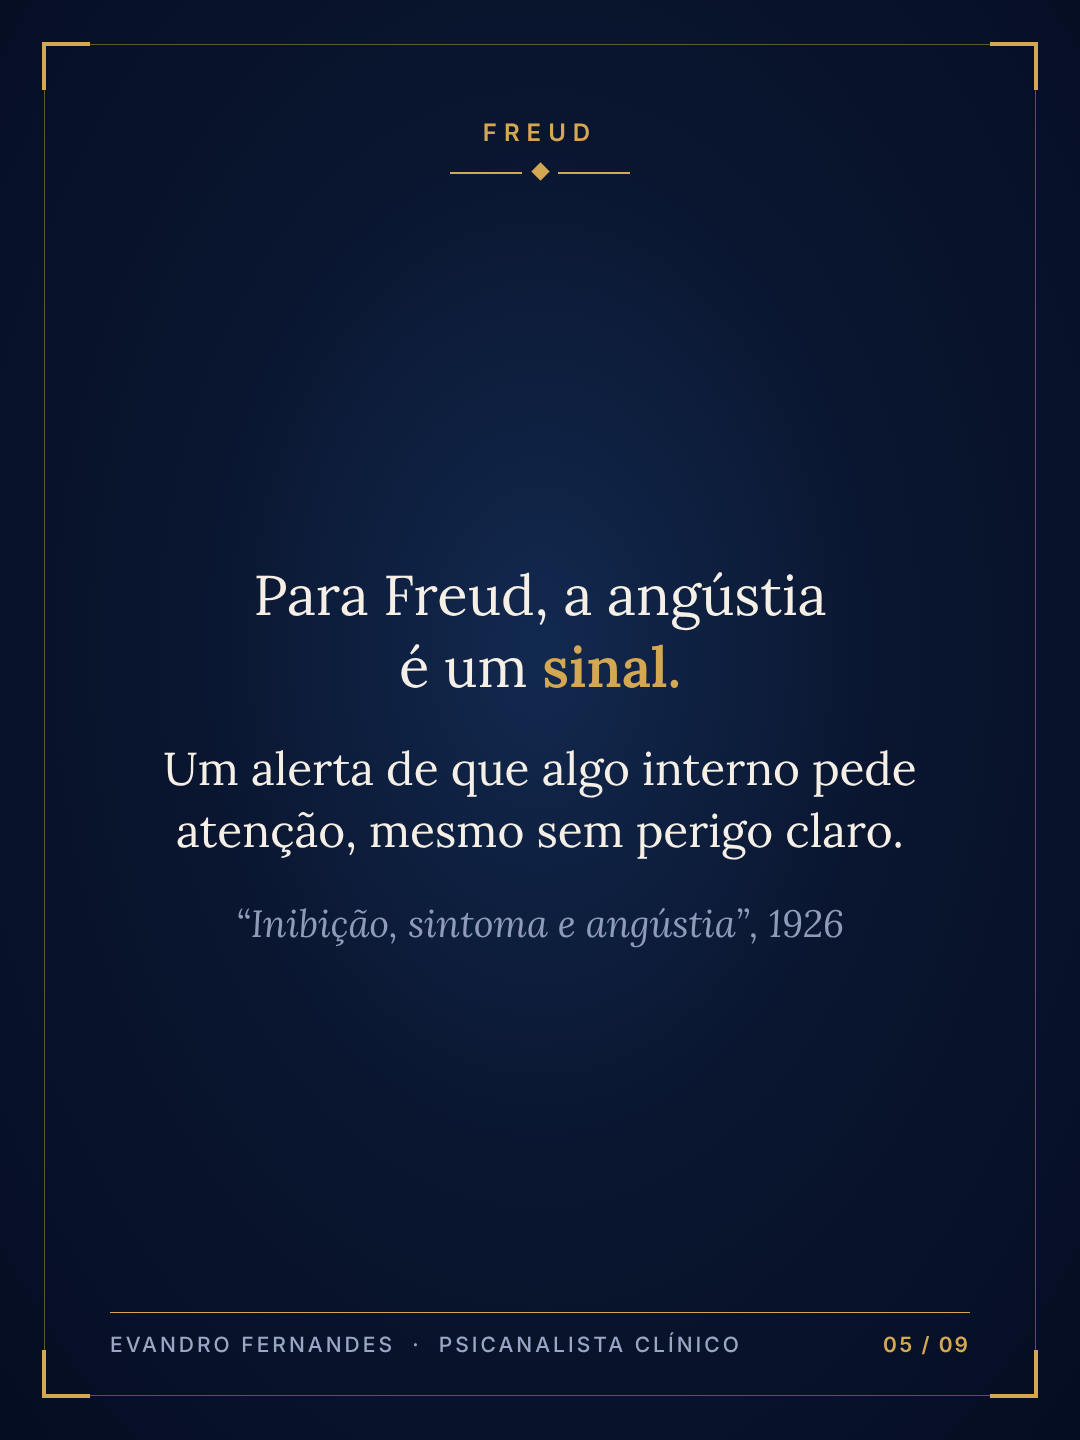 FREUD
Para Freud, a angústia
é um sinal.
Um alerta de que algo interno pede
atenção, mesmo sem perigo claro.
“Inibição, sintoma e angústia”, 1926
EVANDRO FERNANDES · PSICANALISTA CLÍNICO 05 / 09